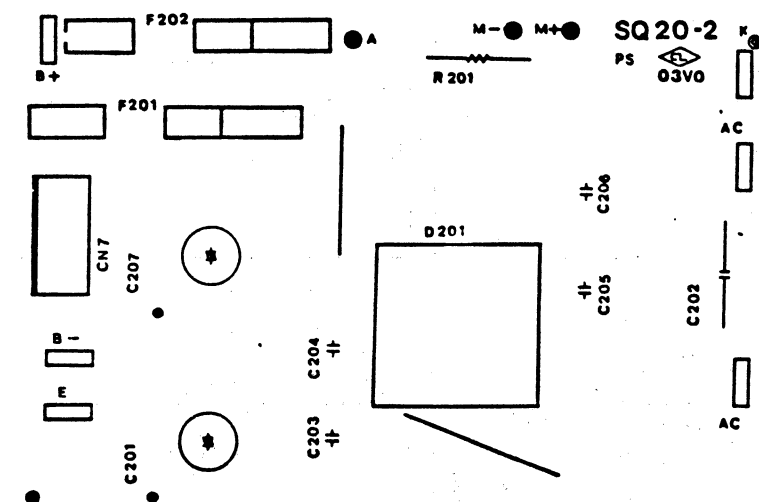 F202
A
M-
M+
SQ20-2
K
B+
R201
PS
03V0
F201
AC
C206
D201
CN7
C207
C205
C202
B-
C204
E
C203
AC
C201